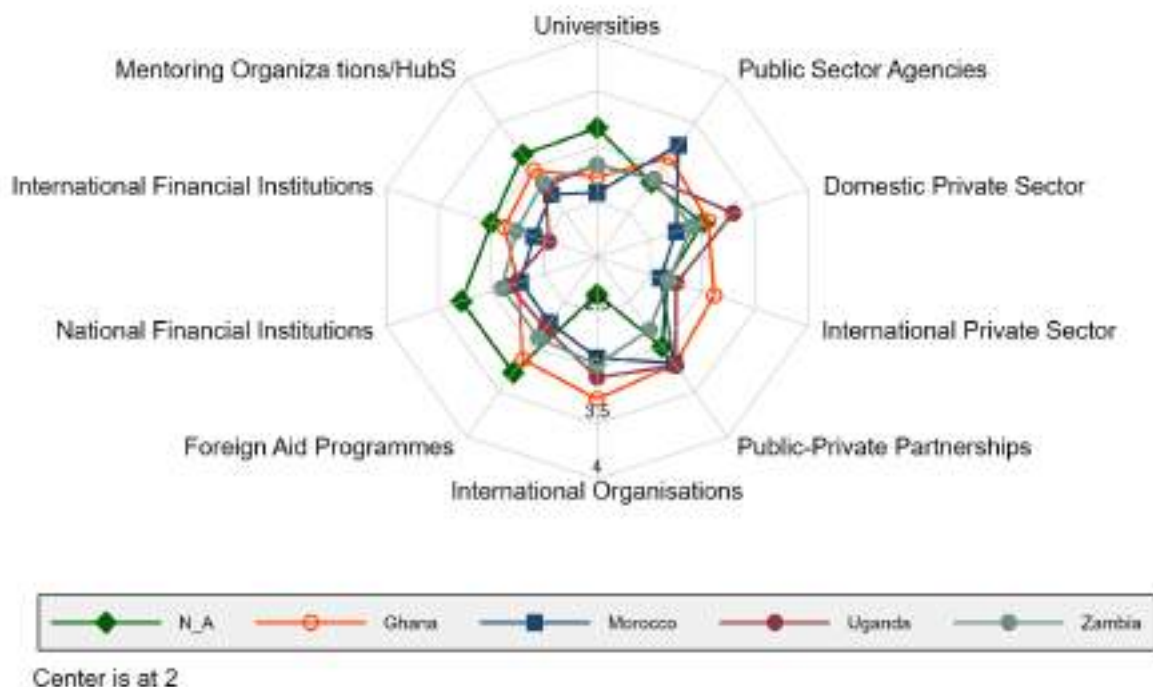 Universities
Mentoring Organiza tions/HubS
Public Sector Agencies
International Financial Institutions
Domestic Private Sector
National Financial Institutions
International Private Sector
3.5
Foreign Aid Programmes
Public-Private Partnerships
4
International Organisations
N_A Ghana Morocco Uganda Zambia
Center is at 2